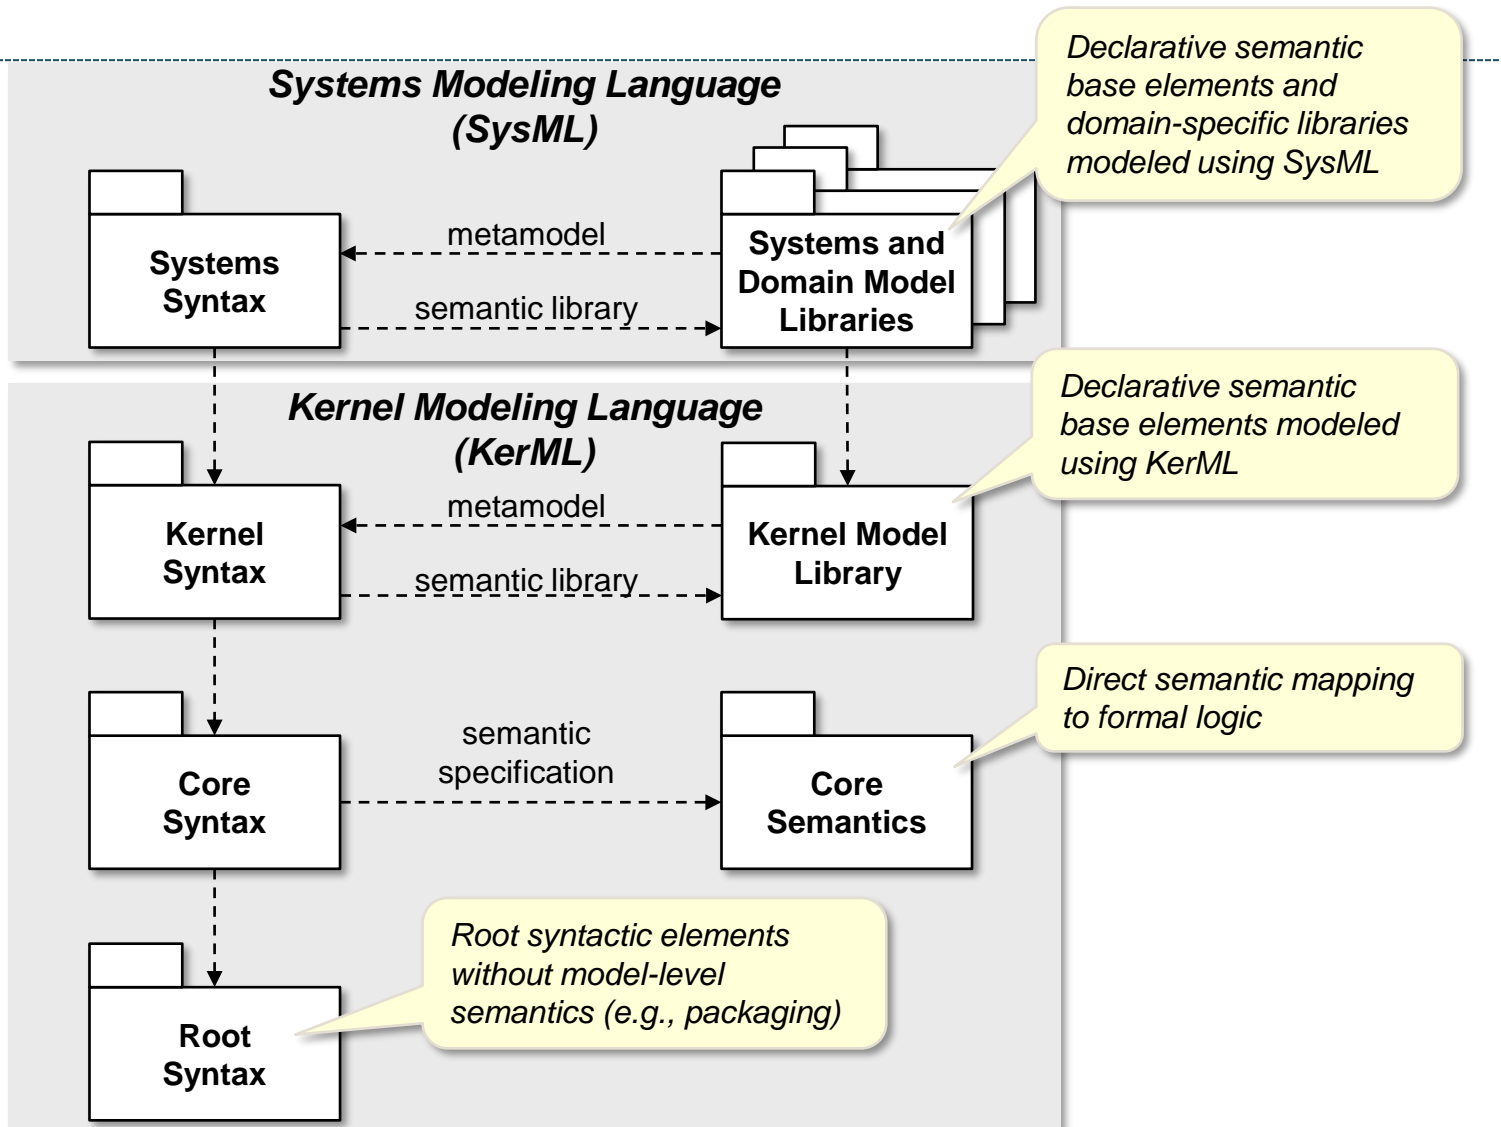 Declarative semantic
base elements and
domain-specific libraries
modeled using SysML
Systems Modeling Language
(SysML)
Systems
Syntax
metamodel
semantic library
Systems and
Domain Model
Libraries
Kernel Modeling Language
(KerML)
Declarative semantic
base elements modeled
using KerML
Kernel
Syntax
metamodel
semantic library
Kernel Model
Library
Direct semantic mapping
to formal logic
Core
Syntax
semantic
specification
Core
Semantics
Root syntactic elements
without model-level
semantics (e.g., packaging)
Root
Syntax